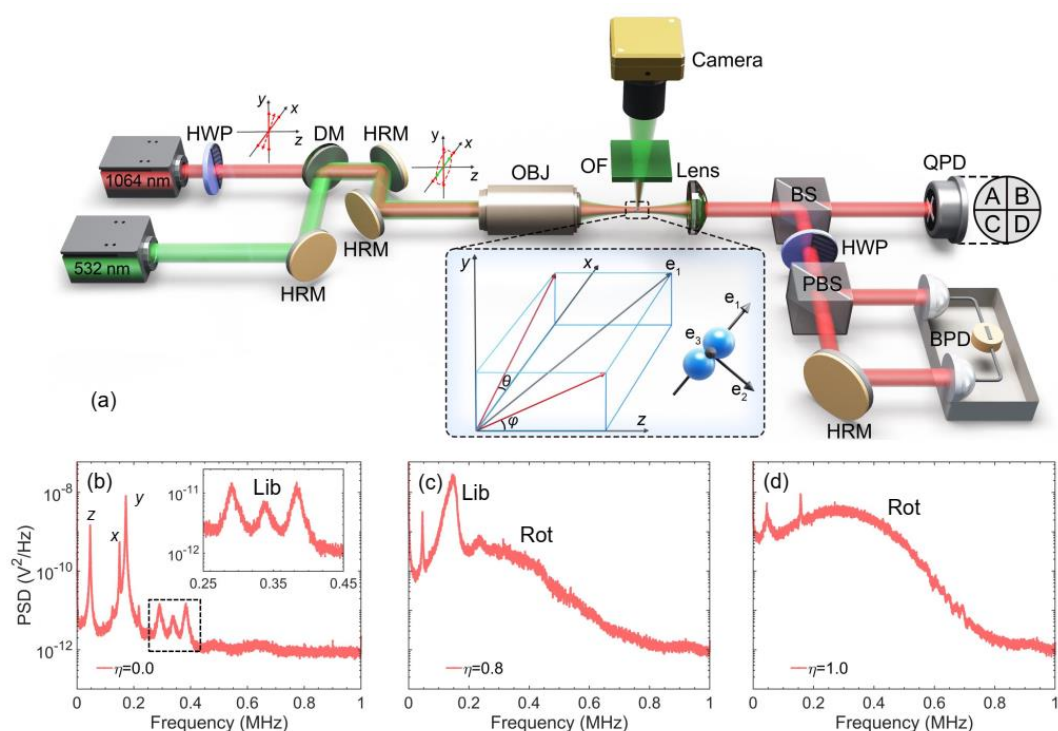 Camera
y
x
z
HWP
DM
HRM
y
x
z
OBJ
OF
Lens
BS
QPD
A B
C D
1064 nm
532 nm
HRM
HRM
HWP
PBS
BPD
HRM
y
x
e1
θ
φ
z
e1
e3
e2
(a)
(b)
z
x
y
Lib
10-11
10-12
0.25 0.35 0.45
η=0.0
PSD (V2/Hz)
10-8
10-10
10-12
0 0.2 0.4 0.6 0.8 1
Frequency (MHz)
(c)
Lib
Rot
η=0.8
0 0.2 0.4 0.6 0.8 1
Frequency (MHz)
(d)
Rot
η=1.0
0 0.2 0.4 0.6 0.8 1
Frequency (MHz)